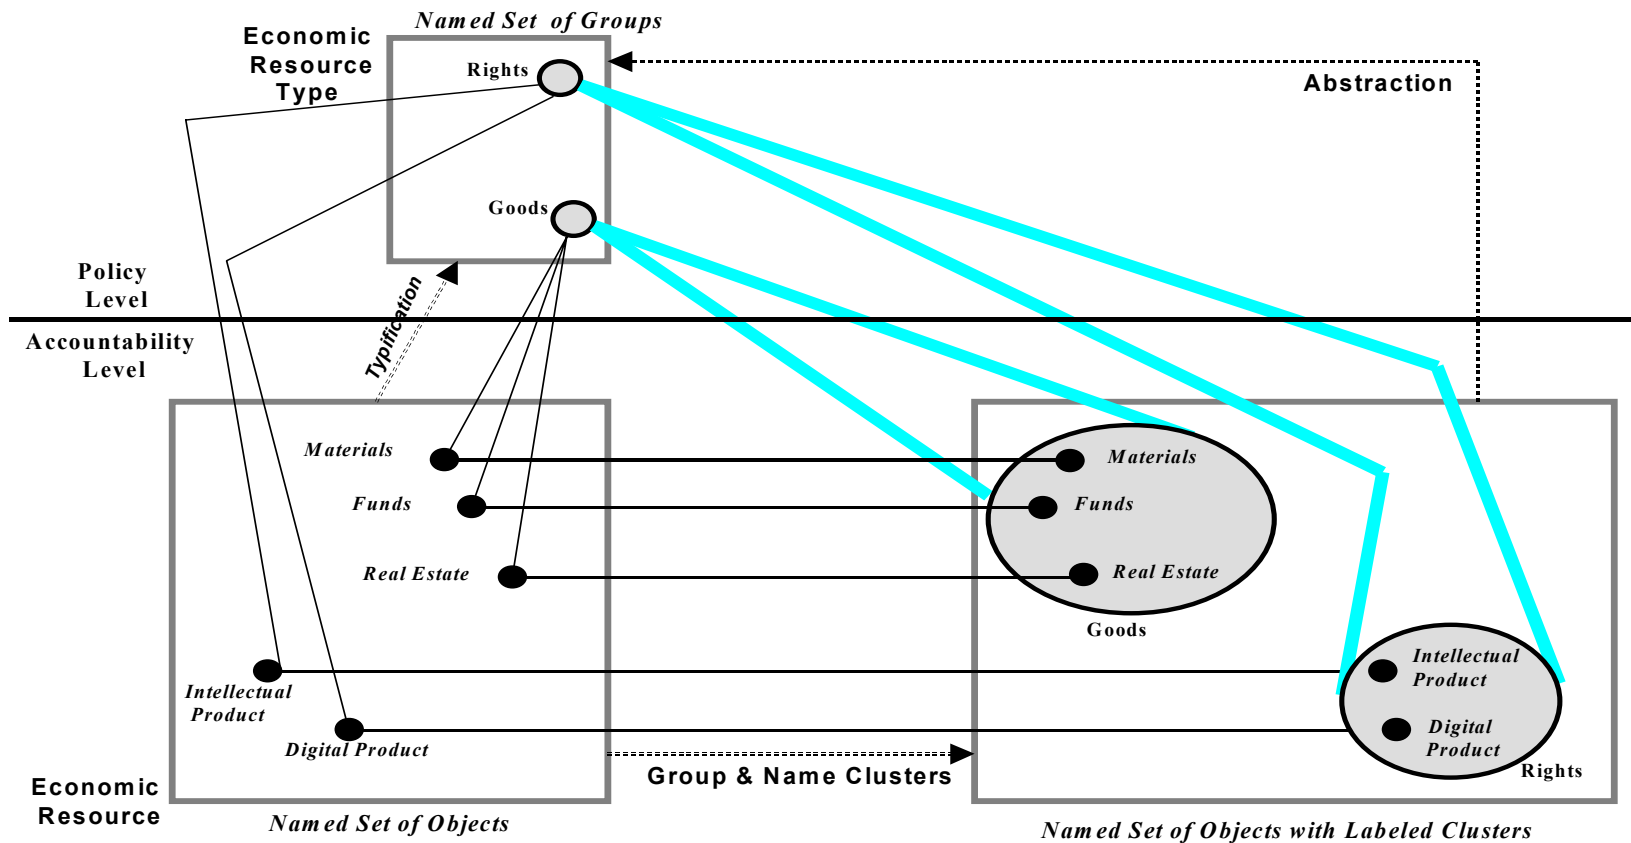 Named Set of Groups
Economic
Resource
Type
Rights
Abstraction
Goods
Policy
Level
Typification
Accountability
Level
Materials
Funds
Real Estate
Intellectual
Product
Digital Product
Materials
Funds
Real Estate
Goods
Intellectual
Product
Digital
Product
Rights
Group & Name Clusters
Economic
Resource
Named Set of Objects
Named Set of Objects with Labeled Clusters